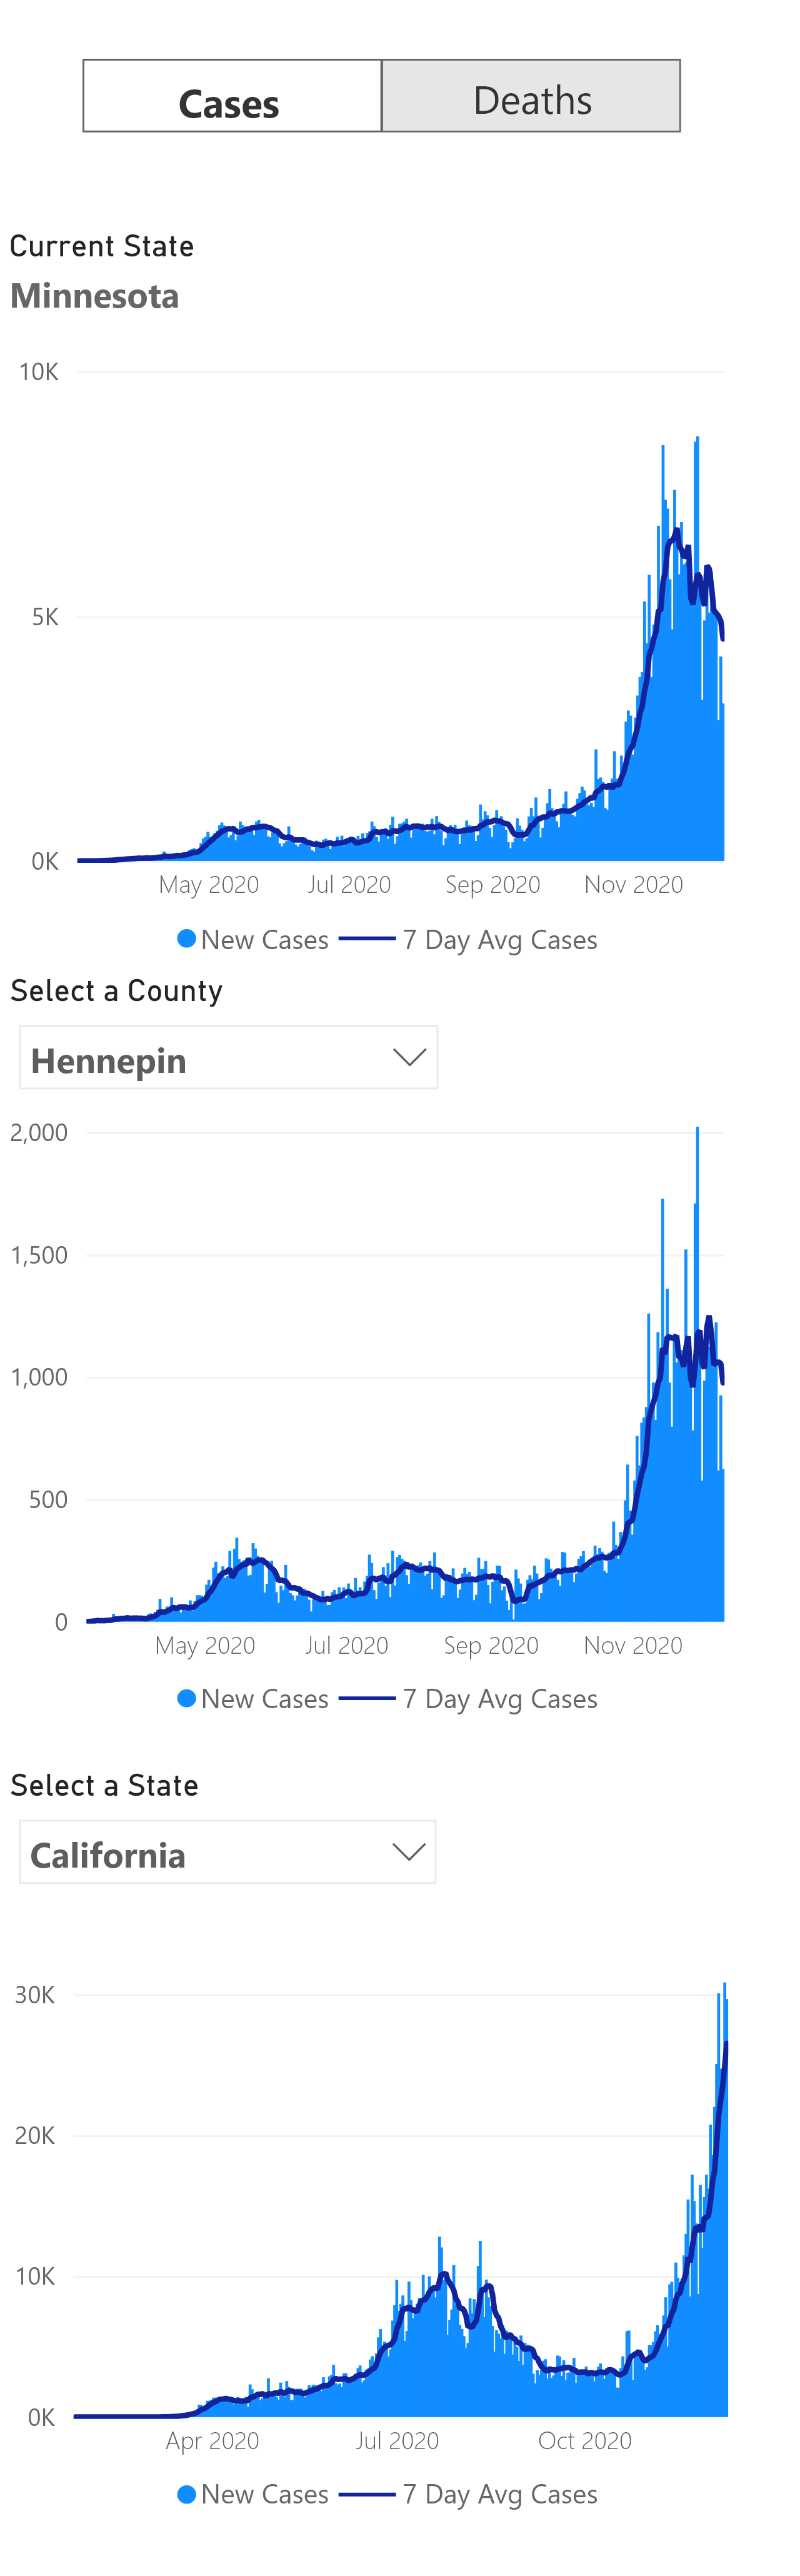 Cases Deaths
Current State
Minnesota
10K
5K
0K
May 2020 Jul 2020 Sep 2020 Nov 2020
New Cases 7 Day Avg Cases
Select a County
Hennepin
2,000
1,500
1,000
500
0
May 2020 Jul 2020 Sep 2020 Nov 2020
New Cases 7 Day Avg Cases
Select a State
California
30K
20K
10K
0K
Apr 2020 Jul 2020 Oct 2020
New Cases 7 Day Avg Cases